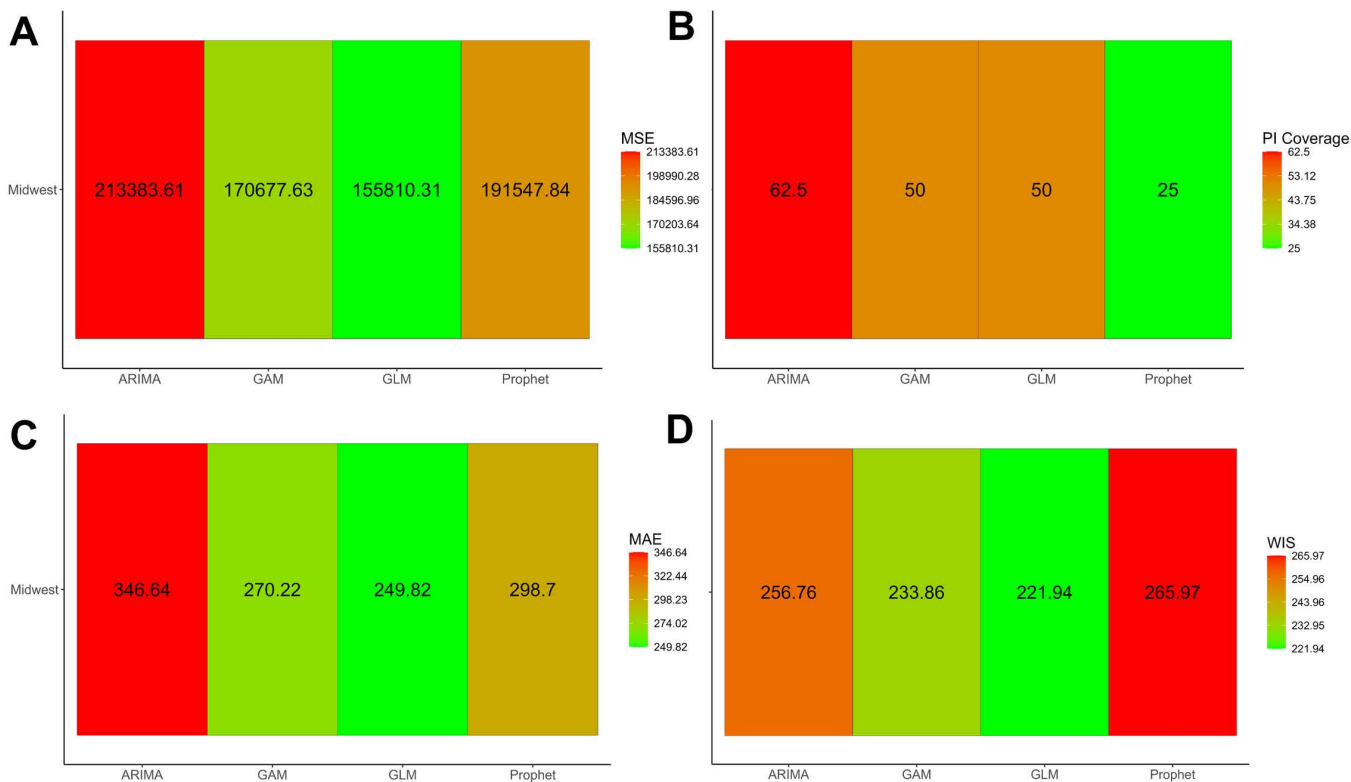 A
MSE
213383.61
198990.28
184596.96
170203.64
155810.31
Midwest
213383.61 170677.63 155810.31 191547.84
ARIMA GAM GLM Prophet
B
PI Coverage
62.5
53.12
43.75
34.38
25
62.5 50 50 25
ARIMA GAM GLM Prophet
C
MAE
346.64
322.44
298.23
274.02
249.82
Midwest
346.64 270.22 249.82 298.7
ARIMA GAM GLM Prophet
D
WIS
265.97
254.96
243.96
232.95
221.94
256.76 233.86 221.94 265.97
ARIMA GAM GLM Prophet